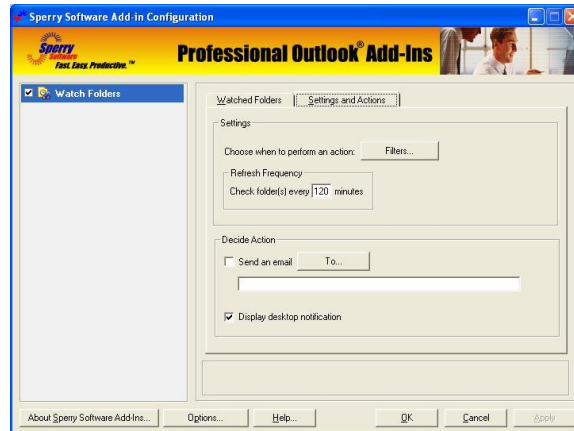 Sperry Software Add-in Configuration
Sperry
Software
Fast. Easy. Productive.™
Professional Outlook® Add-Ins
Watch Folders
Watched Folders
Settings and Actions
Settings
Choose when to perform an action:
Filters...
Refresh Frequency
Check folder(s) every 120 minutes
Decide Action
Send an email
To...
Display desktop notification
About Sperry Software Add-Ins...
Options...
Help...
OK
Cancel
Apply